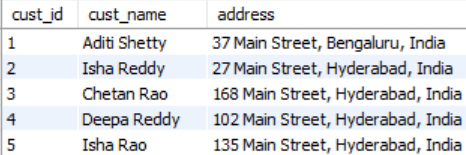 cust_id cust_name address
1 Aditi Shetty 37 Main Street, Bengaluru, India
2 Isha Reddy 27 Main Street, Hyderabad, India
3 Chetan Rao 168 Main Street, Hyderabad, India
4 Deepa Reddy 102 Main Street, Hyderabad, India
5 Isha Rao 135 Main Street, Hyderabad, India